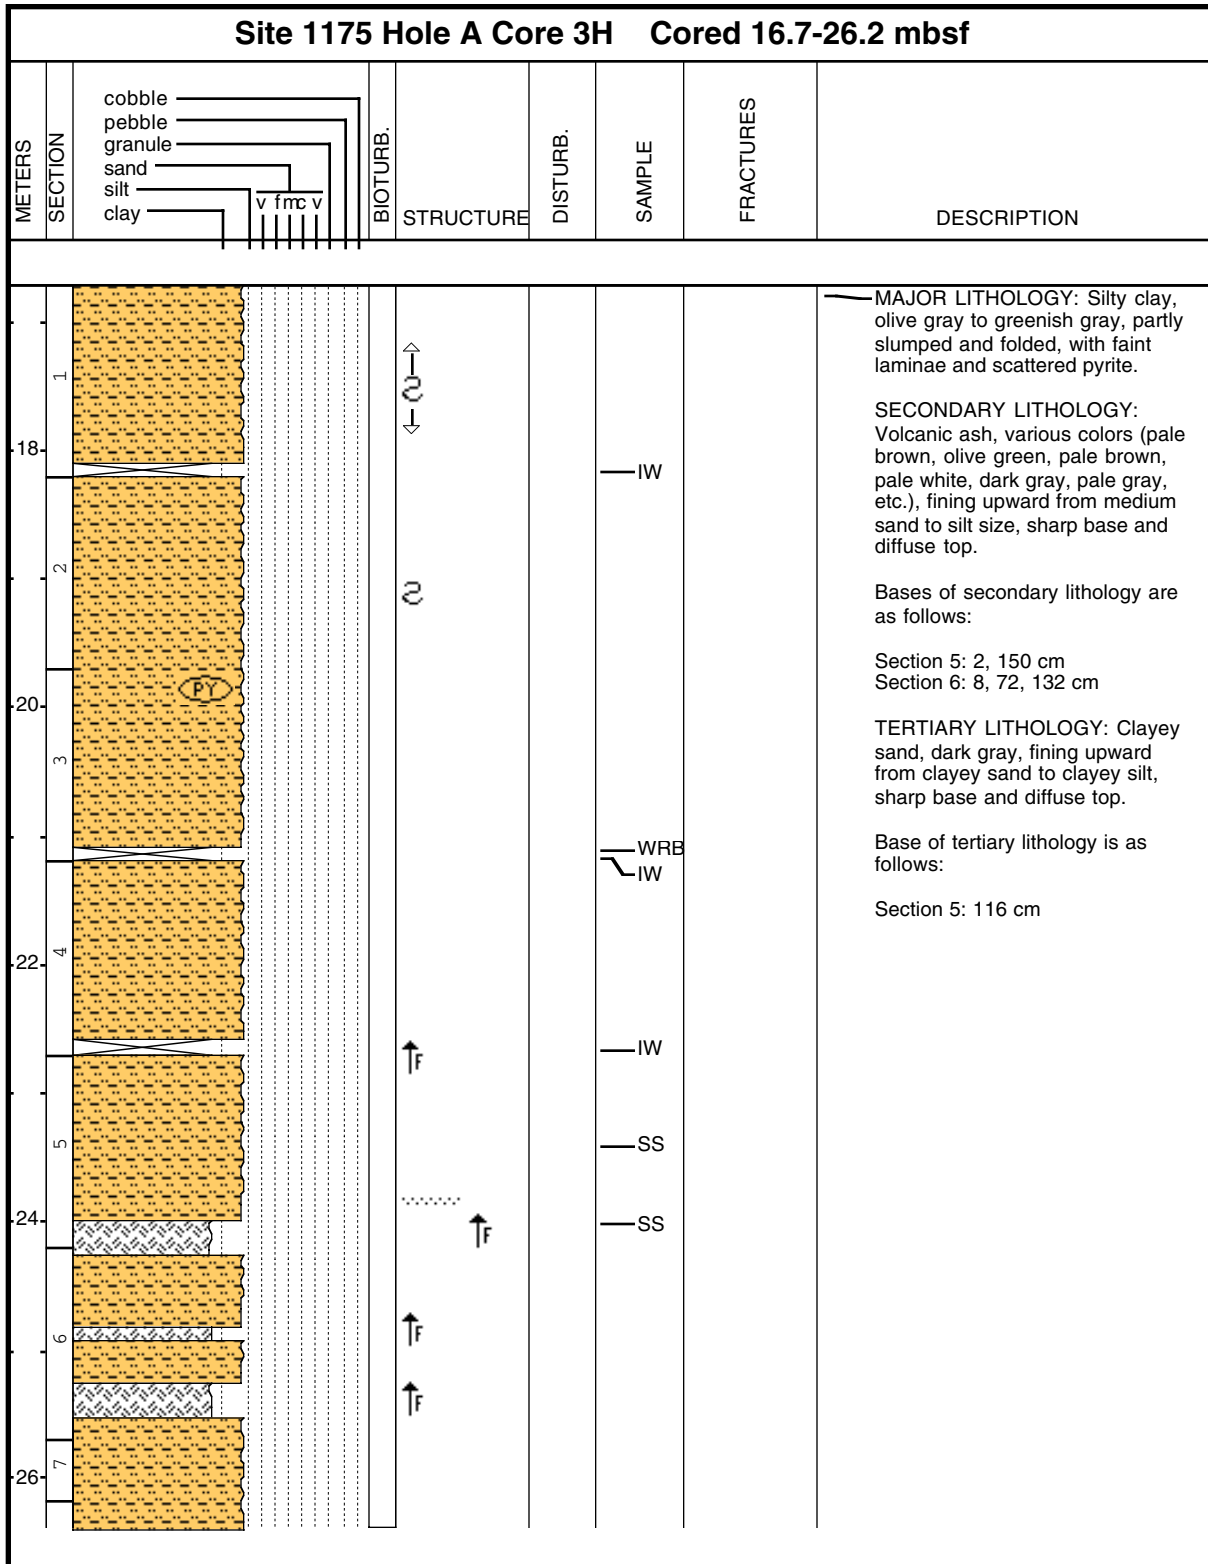 Site 1175 Hole A Core 3H Cored 16.7-26.2 mbsf
METERS
SECTION
cobble
pebble
granule
sand
silt
clay
v f m c v
BIOTURB.
STRUCTURE
DISTURB.
SAMPLE
FRACTURES
DESCRIPTION
MAJOR LITHOLOGY: Silty clay,
olive gray to greenish gray, partly
slumped and folded, with faint
laminae and scattered pyrite.
SECONDARY LITHOLOGY:
Volcanic ash, various colors (pale
brown, olive green, pale brown,
pale white, dark gray, pale gray,
etc.), fining upward from medium
sand to silt size, sharp base and
diffuse top.
Bases of secondary lithology are
as follows:
Section 5: 2, 150 cm
Section 6: 8, 72, 132 cm
TERTIARY LITHOLOGY: Clayey
sand, dark gray, fining upward
from clayey sand to clayey silt,
sharp base and diffuse top.
Base of tertiary lithology is as
follows:
Section 5: 116 cm
1
18
IW
2
PY
20
3
WRB
IW
4
22
F
IW
5
SS
24
F
SS
6
F
F
7
26